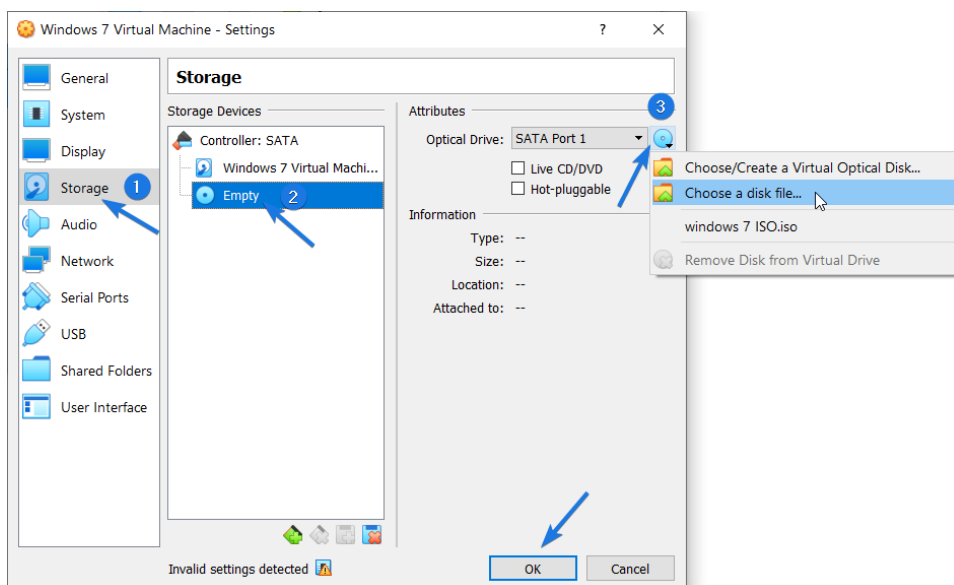 Windows 7 Virtual Machine - Settings ?
General
System
Display
Storage 1
Audio
Network
Serial Ports
USB
Shared Folders
User Interface
Storage
Storage Devices
Controller: SATA
Windows 7 Virtual Machi...
Empty 2
Attributes
3
Optical Drive: SATA Port 1
Live CD/DVD
Hot-pluggable
Information
Type: --
Size: --
Location: --
Attached to: --
Choose/Create a Virtual Optical Disk...
Choose a disk file...
windows 7 ISO.iso
Remove Disk from Virtual Drive
Invalid settings detected
OK
Cancel